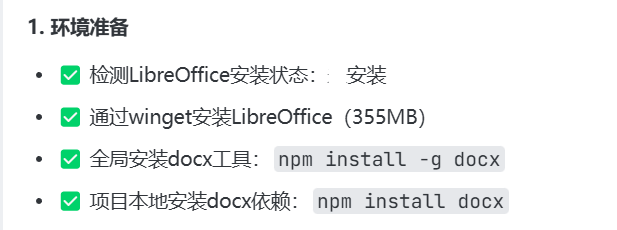 1. 环境准备
• ✅ 检测LibreOffice安装状态： 安装
• ✅ 通过winget安装LibreOffice（355MB）
• ✅ 全局安装docx工具： npm install -g docx
• ✅ 项目本地安装docx依赖： npm install docx